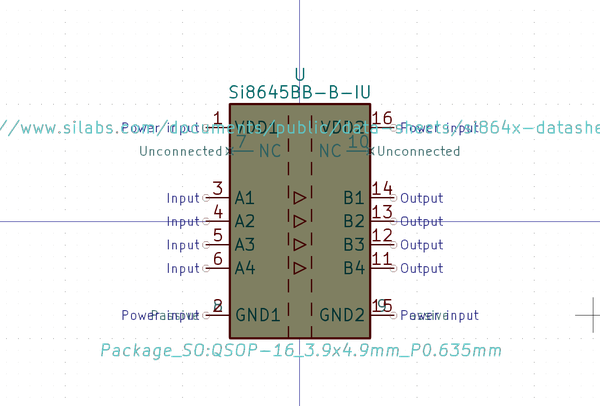 U
Si8645BB-B-IU
//www.silabs.com/documents/public/data-sheets/si864x-datashe
Power input 1 VDD1 VDD2 16 Power input
Unconnected 7 NC NC 10 Unconnected
Input 3 A1 B1 14 Output
Input 4 A2 B2 13 Output
Input 5 A3 B3 12 Output
Input 6 A4 B4 11 Output
Power input 2 GND1 GND2 15 Power input
Package_SO:QSOP-16_3.9x4.9mm_P0.635mm